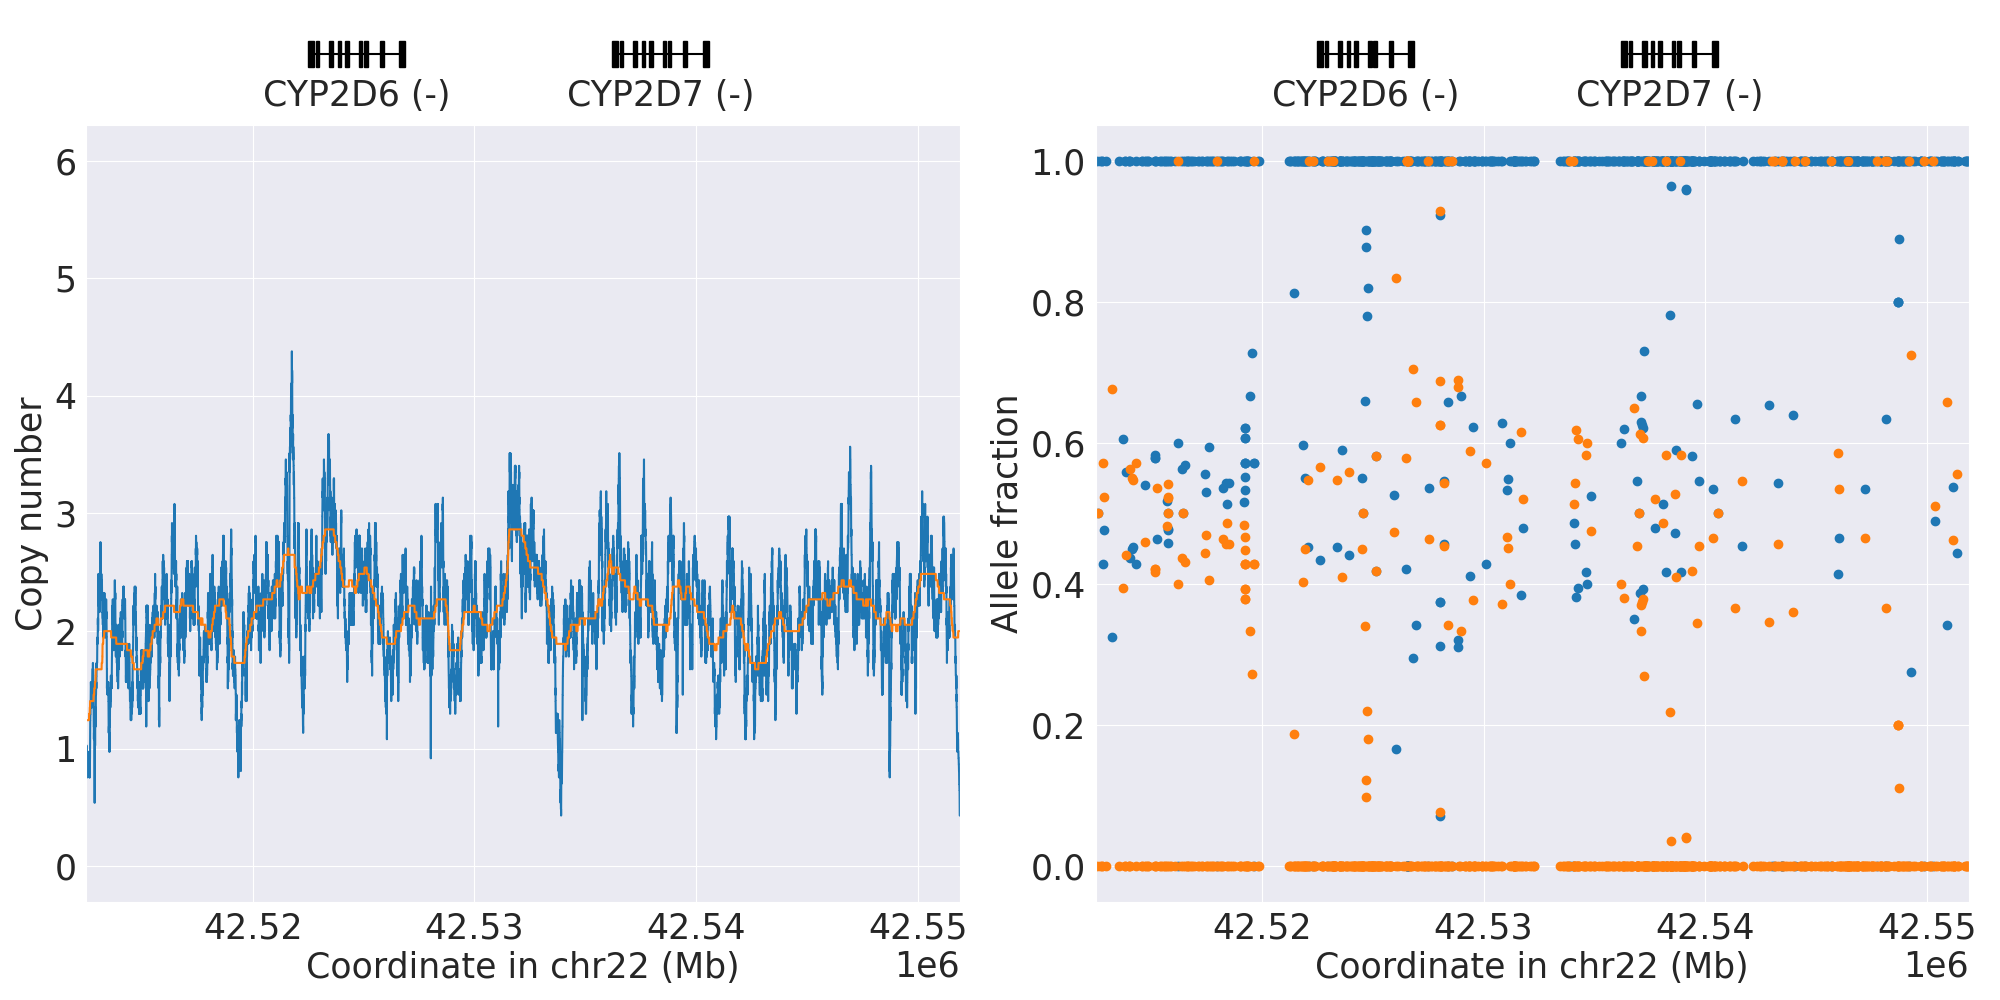 CYP2D6 (-)
CYP2D7 (-)
Copy number
6
5
4
3
2
1
0
42.52
42.53
42.54
42.55
Coordinate in chr22 (Mb)
1e6
CYP2D6 (-)
CYP2D7 (-)
Allele fraction
1.0
0.8
0.6
0.4
0.2
0.0
42.52
42.53
42.54
42.55
Coordinate in chr22 (Mb)
1e6